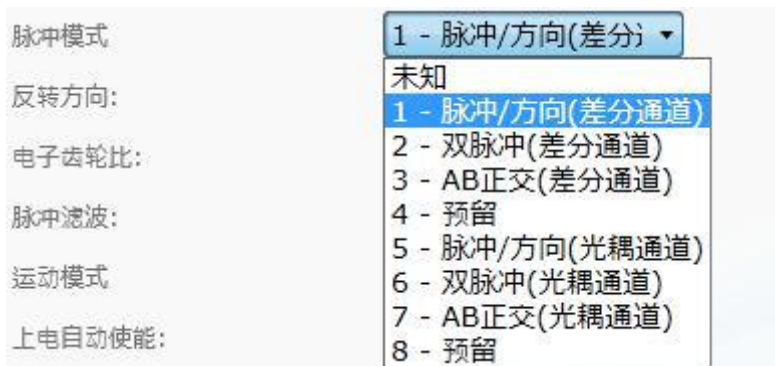 脉冲模式
1 - 脉冲/方向(差分通
未知
反转方向:
1 - 脉冲/方向(差分通道)
电子齿轮比:
2 - 双脉冲(差分通道)
3 - AB正交(差分通道)
脉冲滤波:
4 - 预留
5 - 脉冲/方向(光耦通道)
运动模式
6 - 双脉冲(光耦通道)
7 - AB正交(光耦通道)
上电自动使能:
8 - 预留